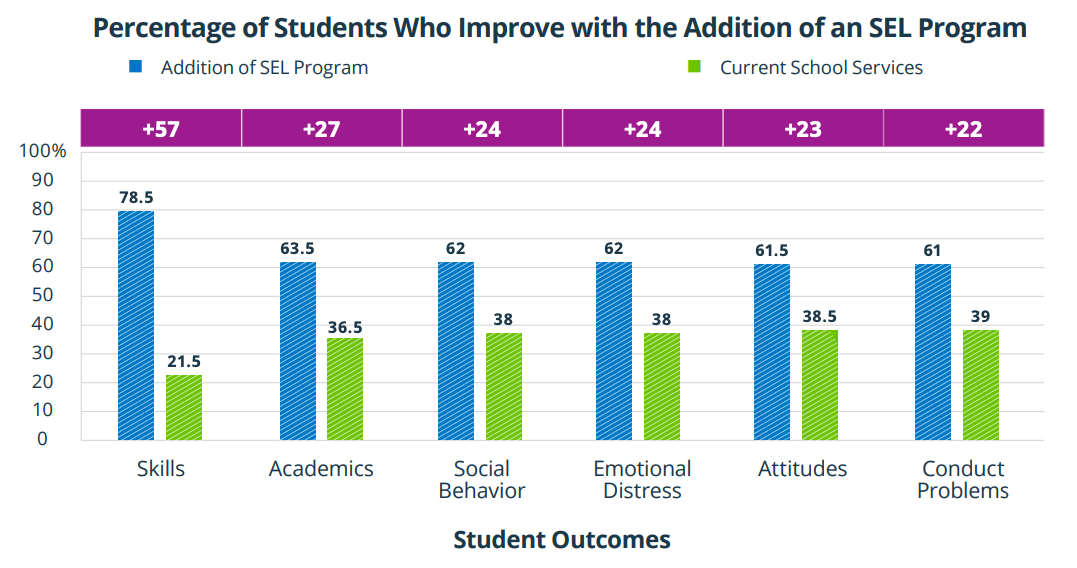 Percentage of Students Who Improve with the Addition of an SEL Program
Addition of SEL Program Current School Services
+57 +27 +24 +24 +23 +22
100%
90
80
70
60
50
40
30
20
10
0
78.5 21.5 63.5 36.5 62 38 62 38 61.5 38.5 61 39
Skills Academics Social Emotional Attitudes Conduct
Behavior Distress Problems
Student Outcomes